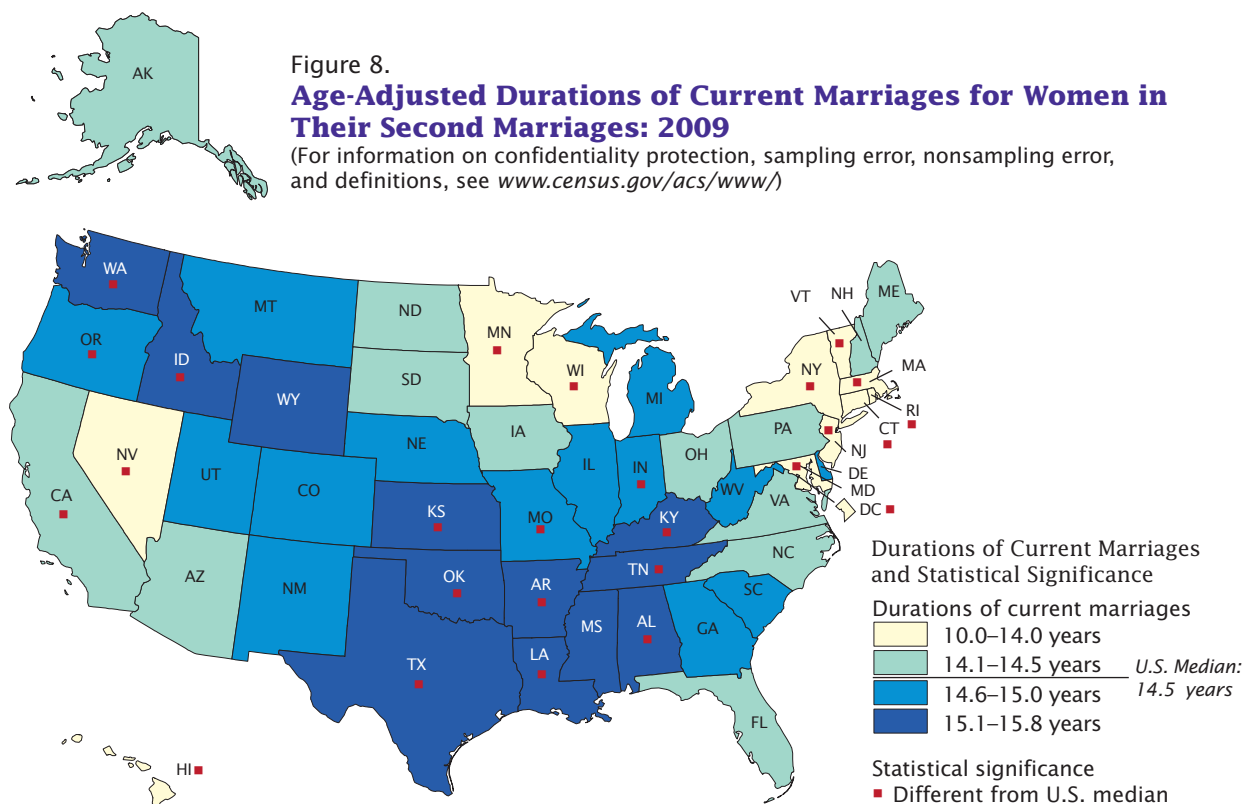 AK
Figure 8.
Age-Adjusted Durations of Current Marriages for Women in
Their Second Marriages: 2009
(For information on confidentiality protection, sampling error, nonsampling error,
and definitions, see www.census.gov/acs/www/)
WA
MT
ND
MN
VT
NH
ME
OR
ID
SD
WI
NY
MA
WY
MI
RI
IA
PA
CT
NE
NJ
NV
OH
UT
IL
IN
DE
CO
WV
MD
CA
VA
DC
KS
MO
KY
NC
AZ
TN
OK
NM
AR
SC
MS
AL
GA
LA
TX
FL
HI
Durations of Current Marriages
and Statistical Significance
Durations of current marriages
10.0–14.0 years
14.1–14.5 years
U.S. Median:
14.5 years
14.6–15.0 years
15.1–15.8 years
Statistical significance
Different from U.S. median